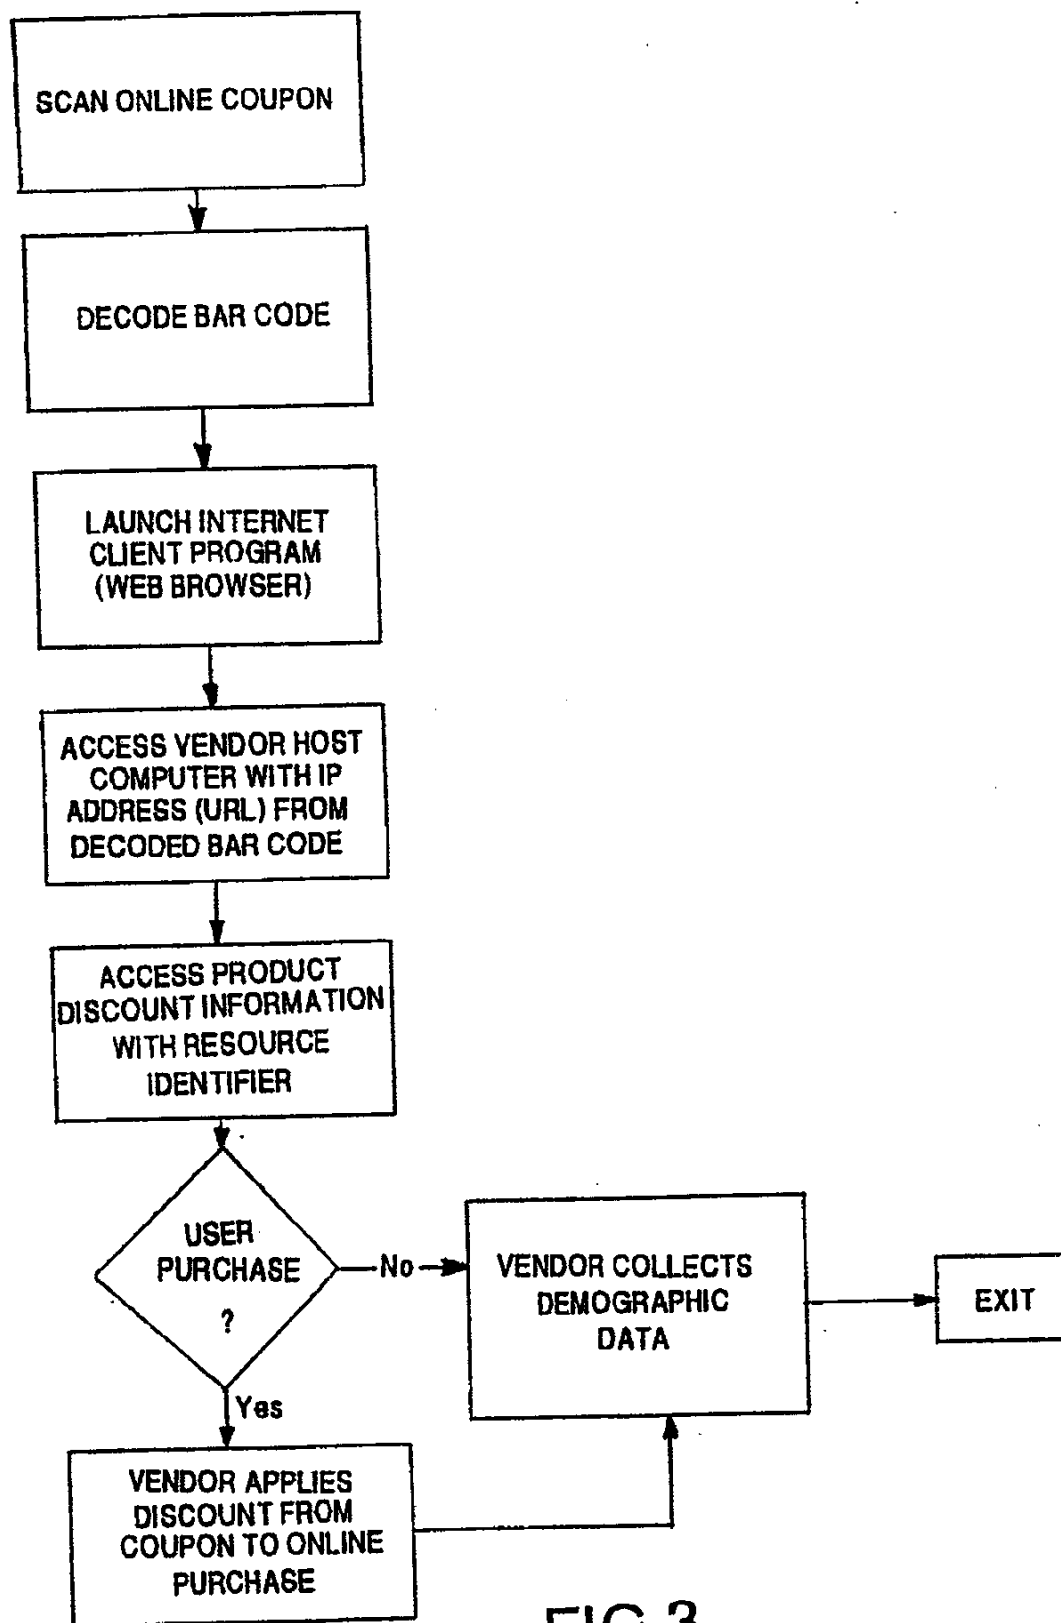 SCAN ONLINE COUPON
DECODE BAR CODE
LAUNCH INTERNET
CLIENT PROGRAM
(WEB BROWSER)
ACCESS VENDOR HOST
COMPUTER WITH IP
ADDRESS (URL) FROM
DECODED BAR CODE
ACCESS PRODUCT
DISCOUNT INFORMATION
WITH RESOURCE
IDENTIFIER
USER
PURCHASE
?
No
VENDOR COLLECTS
DEMOGRAPHIC
DATA
EXIT
Yes
VENDOR APPLIES
DISCOUNT FROM
COUPON TO ONLINE
PURCHASE
FIG 3